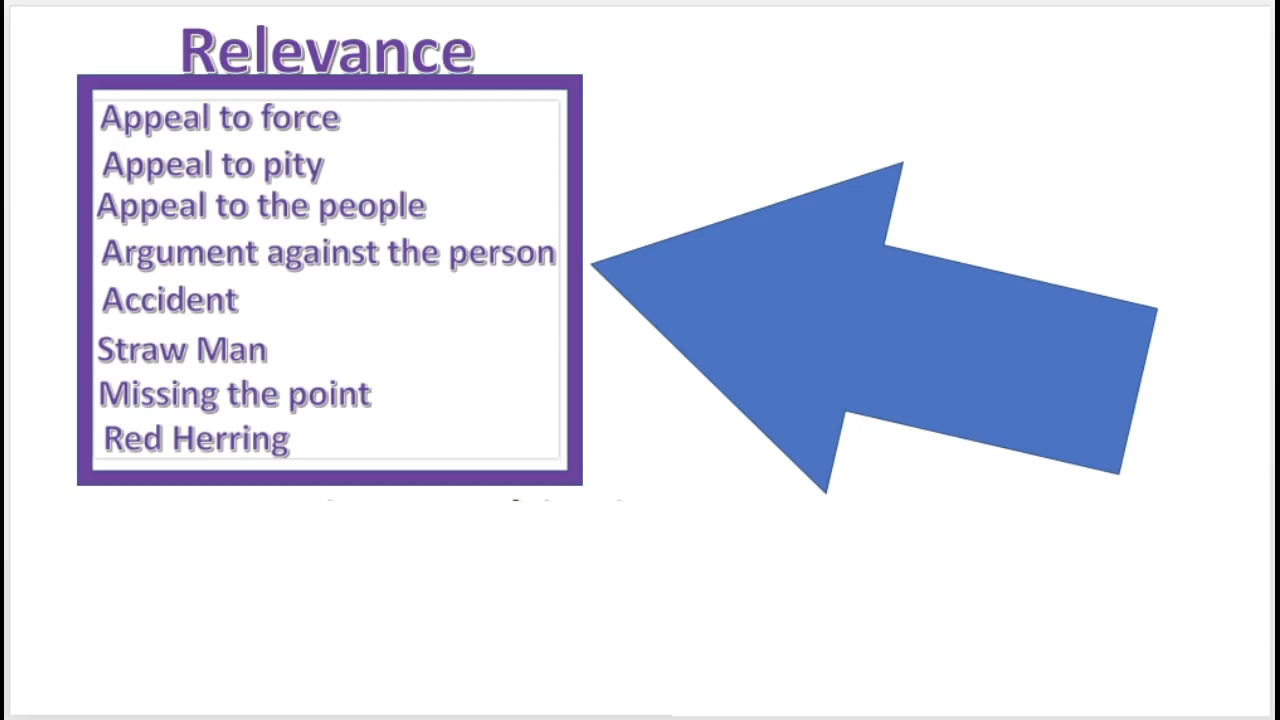 Relevance
Appeal to force
Appeal to pity
Appeal to the people
Argument against the person
Accident
Straw Man
Missing the point
Red Herring